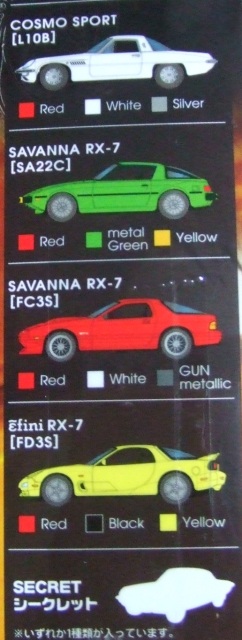 COSMO SPORT
[L10B]
Red White Silver
SAVANNA RX-7
[SA22C]
Red metal Green Yellow
SAVANNA RX-7
[FC3S]
Red White GUN metallic
ẽfini RX-7
[FD3S]
Red Black Yellow
SECRET
シークレット
※いずれか1種類が入っています。